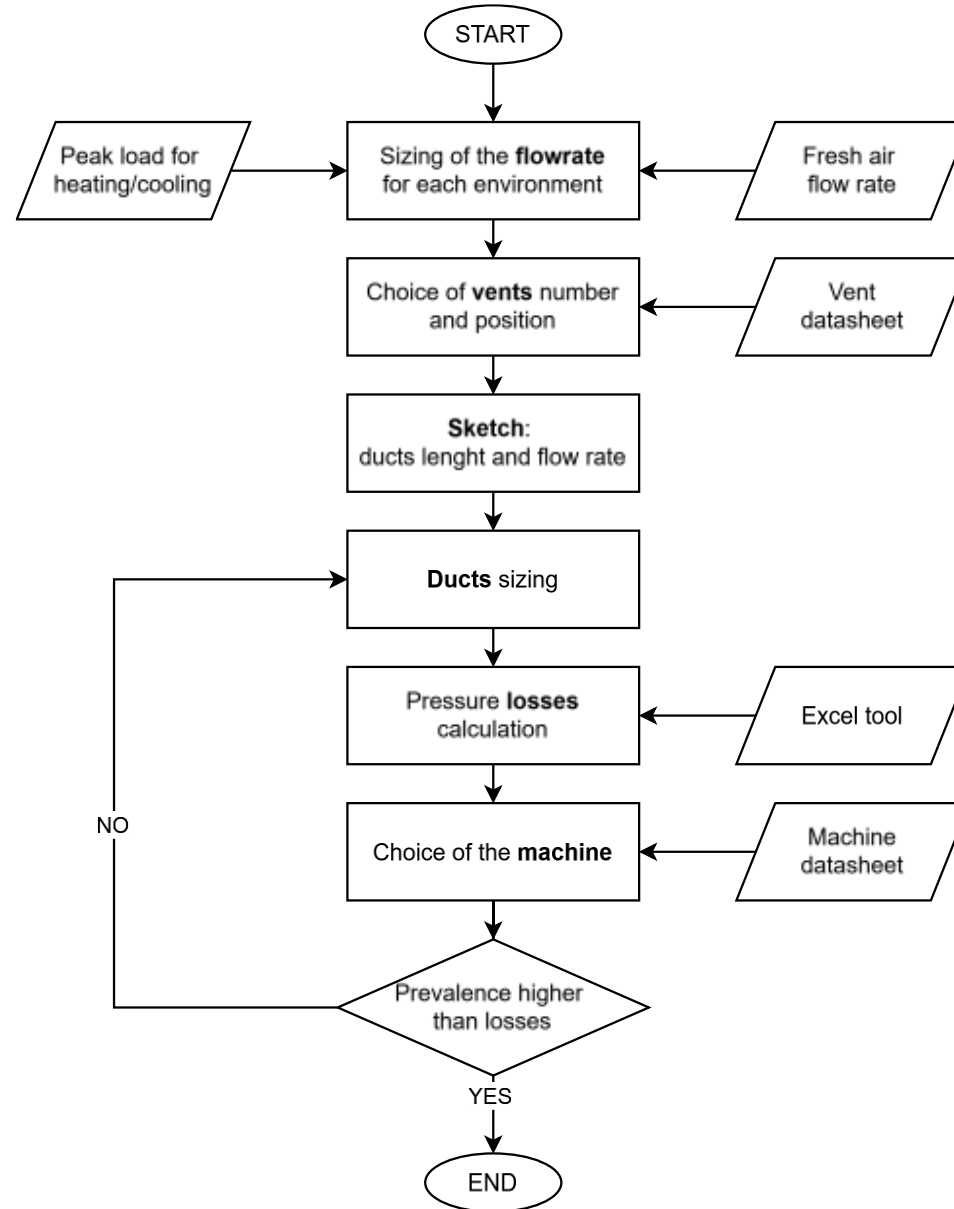 START
Peak load for
heating/cooling
Sizing of the flowrate
for each environment
Fresh air
flow rate
Choice of vents number
and position
Vent
datasheet
Sketch:
ducts lenght and flow rate
Ducts sizing
Pressure losses
calculation
Excel tool
NO
Choice of the machine
Machine
datasheet
Prevalence higher
than losses
YES
END